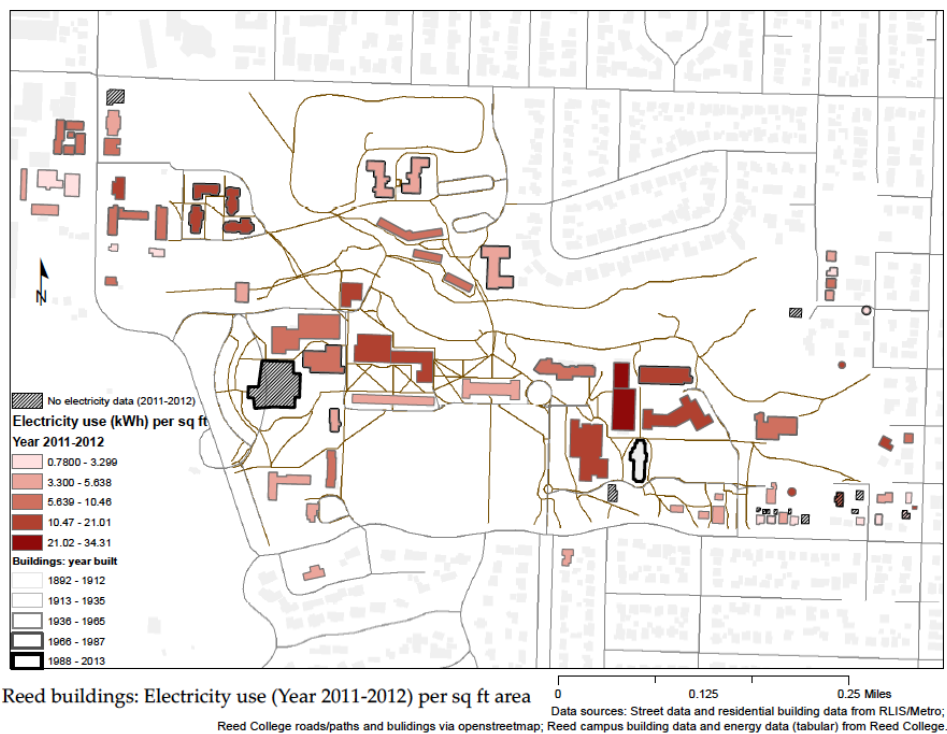 N
No electricity data (2011-2012)
Electricity use (kWh) per sq ft
Year 2011-2012
0.7800 - 3.299
3.300 - 5.638
5.639 - 10.46
10.47 - 21.01
21.02 - 34.31
Buildings: year built
1892 - 1912
1913 - 1935
1936 - 1965
1966 - 1987
1988 - 2013
Reed buildings: Electricity use (Year 2011-2012) per sq ft area
0 0.125 0.25 Miles
Data sources: Street data and residential building data from RLIS/Metro;
Reed College roads/paths and bulidings via openstreetmap; Reed campus building data and energy data (tabular) from Reed College.